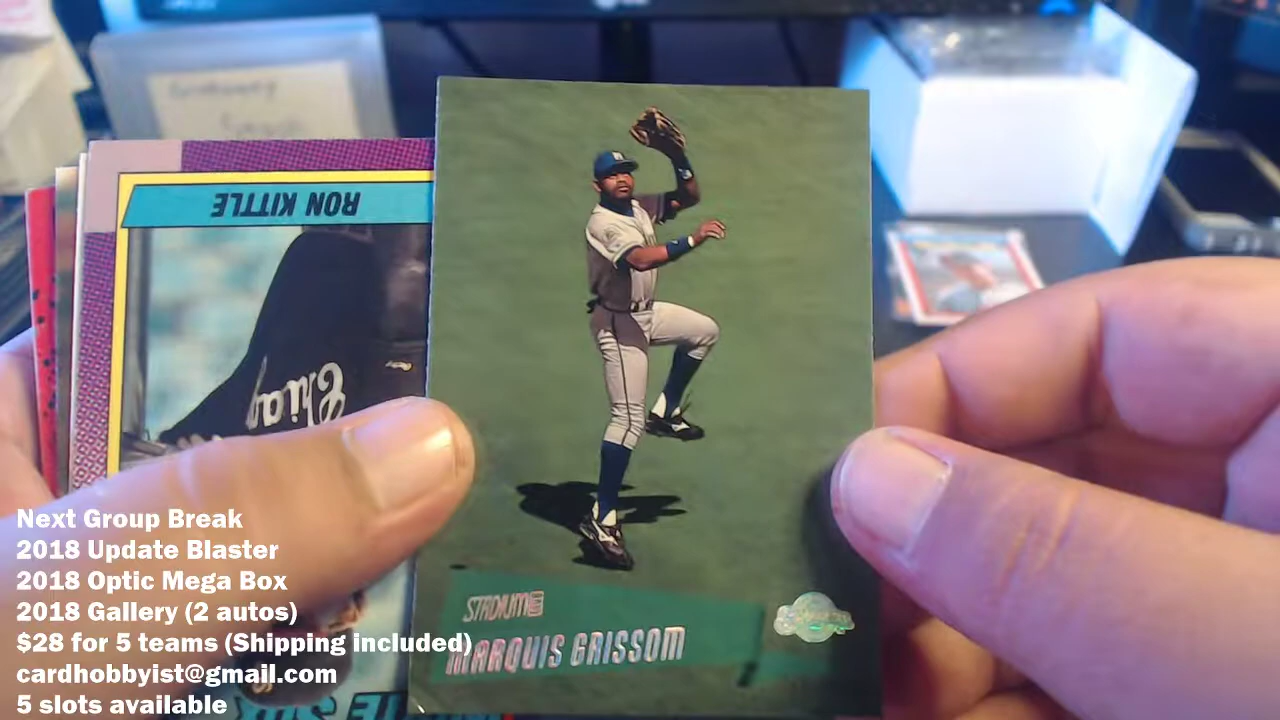 RON KITTLE
Chicag
STADIUM
MARQUIS GRISSOM
Next Group Break
2018 Update Blaster
2018 Optic Mega Box
2018 Gallery (2 autos)
$28 for 5 teams (Shipping included)
cardhobbyist@gmail.com
5 slots available